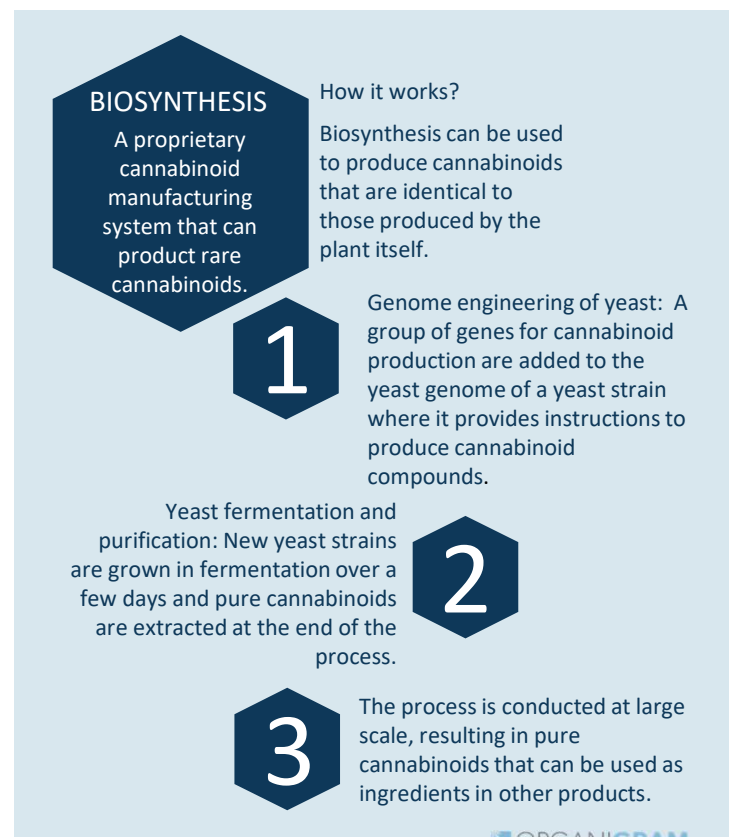 BIOSYNTHESIS
A proprietary
cannabinoid
manufacturing
system that can
product rare
cannabinoids.
How it works?
Biosynthesis can be used
to produce cannabinoids
that are identical to
those produced by the
plant itself.
1
Genome engineering of yeast:  A
group of genes for cannabinoid
production are added to the
yeast genome of a yeast strain
where it provides instructions to
produce cannabinoid
compounds.
Yeast fermentation and
purification: New yeast strains
are grown in fermentation over a
few days and pure cannabinoids
are extracted at the end of the
process.
2
3
The process is conducted at large
scale, resulting in pure
cannabinoids that can be used as
ingredients in other products.
ORGANIGRAM